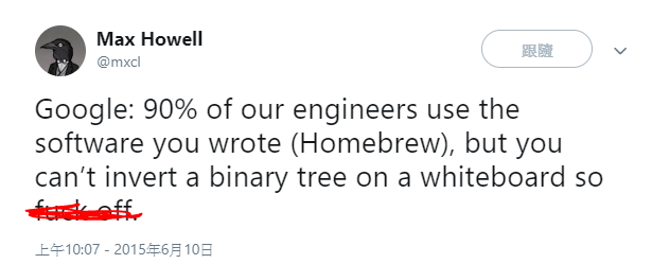 Max Howell
@mxcl
跟隨
Google: 90% of our engineers use the
software you wrote (Homebrew), but you
can’t invert a binary tree on a whiteboard so
fuck off.
上午10:07 - 2015年6月10日